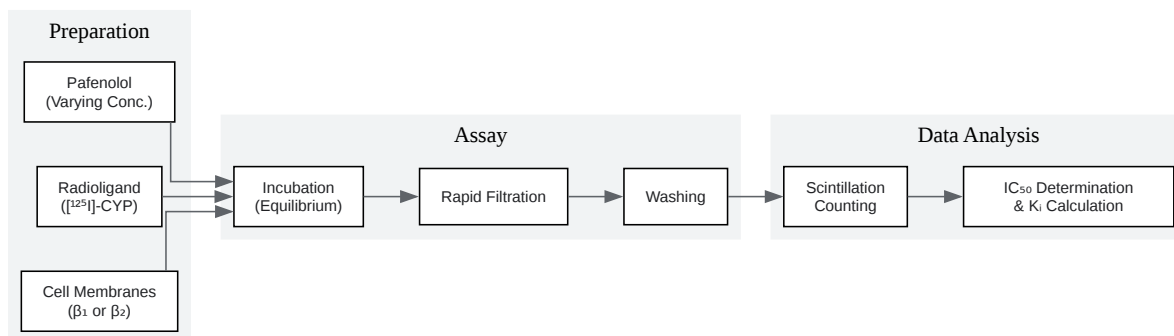 Preparation
Pafenolol
(Varying Conc.)
Radioligand
([¹²⁵I]-CYP)
Cell Membranes
(β₁ or β₂)
Assay
Incubation
(Equilibrium)
Rapid Filtration
Washing
Data Analysis
Scintillation
Counting
IC₅₀ Determination
& Kᵢ Calculation